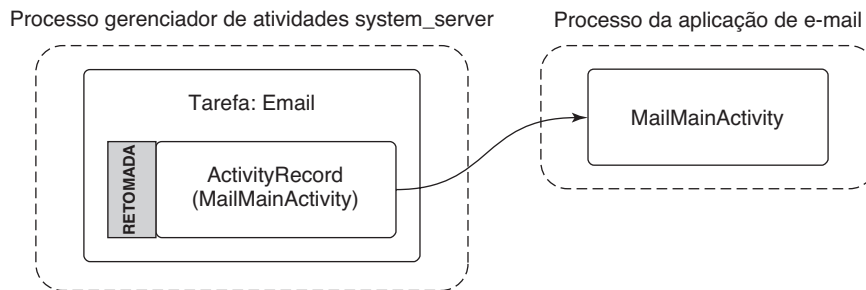 Processo gerenciador de atividades system_server
Processo da aplicação de e-mail
Tarefa: Email
MailMainActivity
RETOMADA
ActivityRecord
(MailMainActivity)